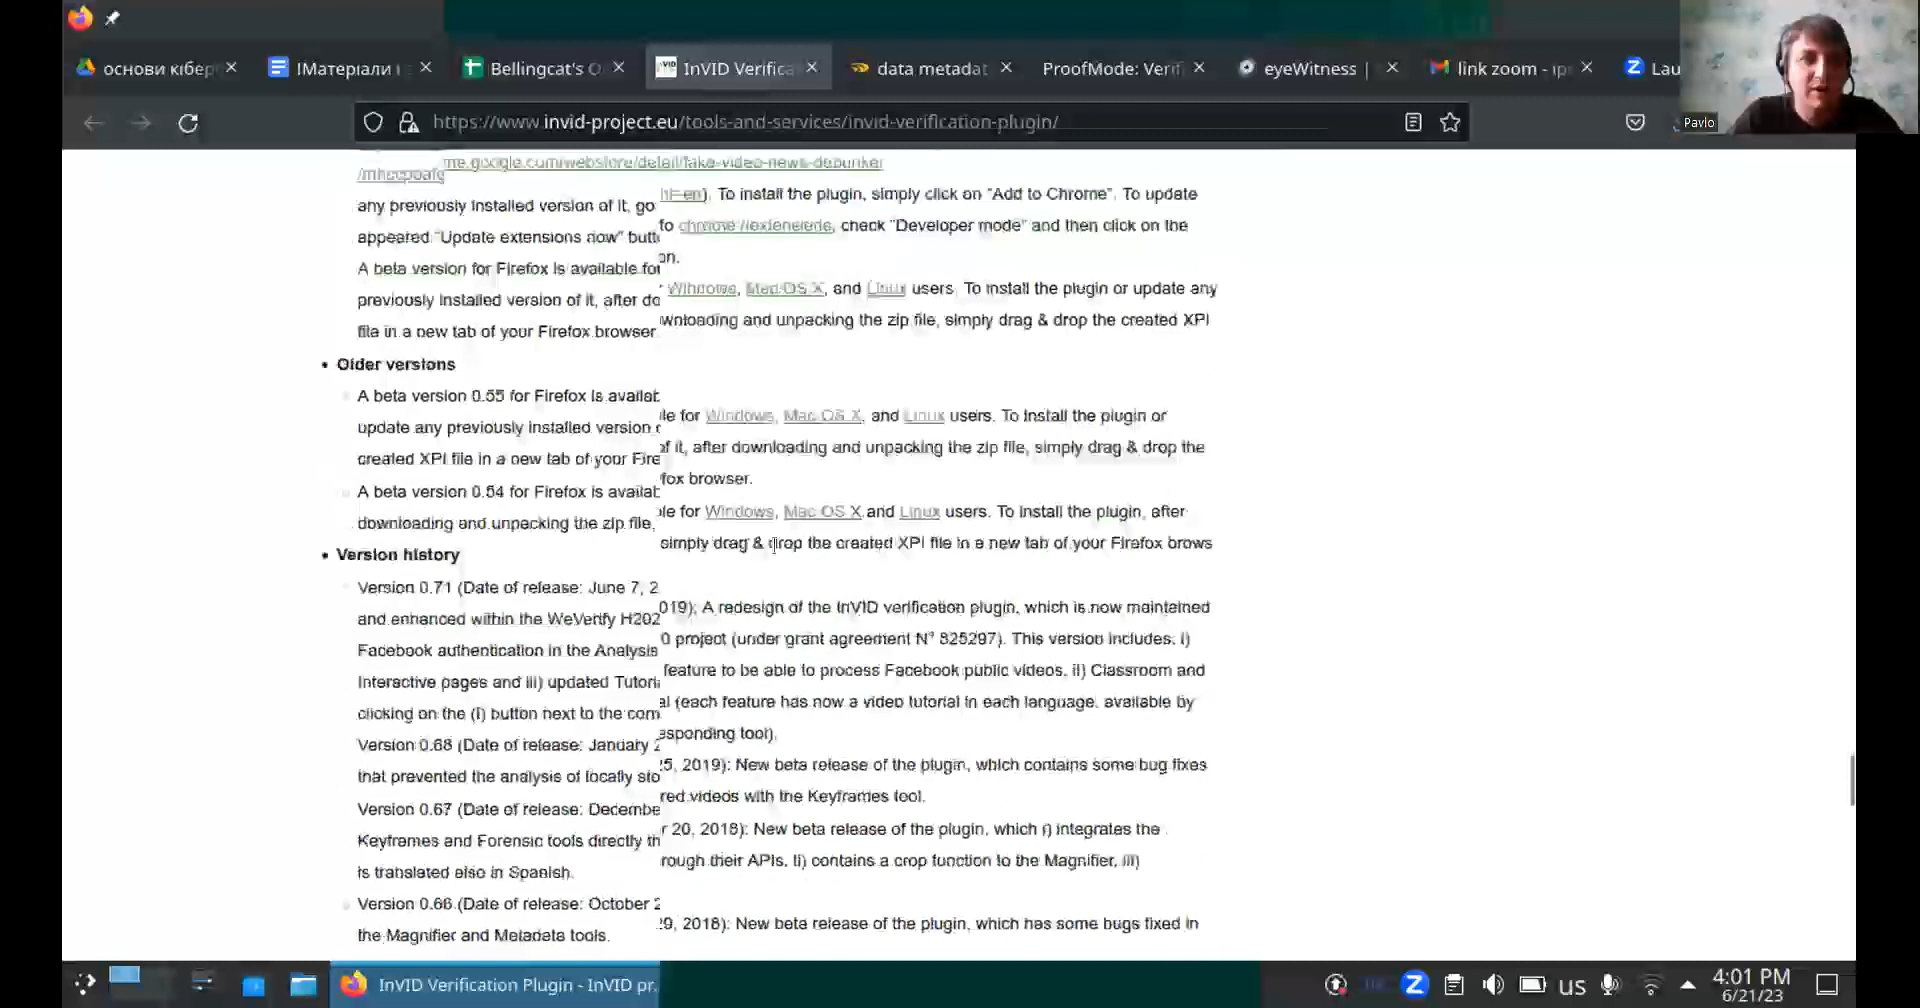 основи кібер
ІМатеріали і
Bellingcat's O
InVID Verifica
data metadat
ProofMode: Verif
eyeWitness |
link zoom - ip
Lau
Pavlo
https://www.invid-project.eu/tools-and-services/invid-verification-plugin/
me.google.com/webstore/detail/fake-video-news-debunker
hl=en). To install the plugin, simply click on "Add to Chrome". To update
any previously installed version of it, go to chrome://extensions, check "Developer mode" and then click on the
appeared "Update extensions now" button.
A beta version for Firefox is available for Windows, Mac OS X, and Linux users. To install the plugin or update any
previously installed version of it, after downloading and unpacking the zip file, simply drag & drop the created XPI
file in a new tab of your Firefox browser
• Older versions
A beta version 0.55 for Firefox is available for Windows, Mac OS X, and Linux users. To install the plugin or
update any previously installed version of it, after downloading and unpacking the zip file, simply drag & drop the
created XPI file in a new tab of your Firefox browser.
A beta version 0.54 for Firefox is available for Windows, Mac OS X and Linux users. To install the plugin, after
downloading and unpacking the zip file, simply drag & drop the created XPI file in a new tab of your Firefox brows
• Version history
Version 0.71 (Date of release: June 7, 2019): A redesign of the InVID verification plugin, which is now maintained
and enhanced within the WeVerify H2020 project (under grant agreement N° 825297). This version includes, i)
Facebook authentication in the Analysis feature to be able to process Facebook public videos, ii) Classroom and
Interactive pages and iii) updated Tutorial (each feature has now a video tutorial in each language, available by
clicking on the (i) button next to the corresponding tool).
Version 0.68 (Date of release: January 25, 2019): New beta release of the plugin, which contains some bug fixes
that prevented the analysis of locally stored videos with the Keyframes tool.
Version 0.67 (Date of release: December 20, 2018): New beta release of the plugin, which i) integrates the
Keyframes and Forensic tools directly through their APIs, ii) contains a crop function to the Magnifier, iii)
is translated also in Spanish.
Version 0.66 (Date of release: October 29, 2018): New beta release of the plugin, which has some bugs fixed in
the Magnifier and Metadata tools.
InVID Verification Plugin - InVID pr.
us
4:01 PM
6/21/23